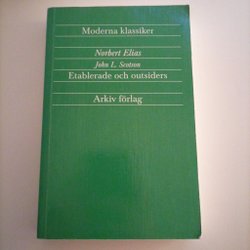 Moderna klassiker
Norbert Elias
John L. Scotson
Etablerade och outsiders
Arkiv förlag